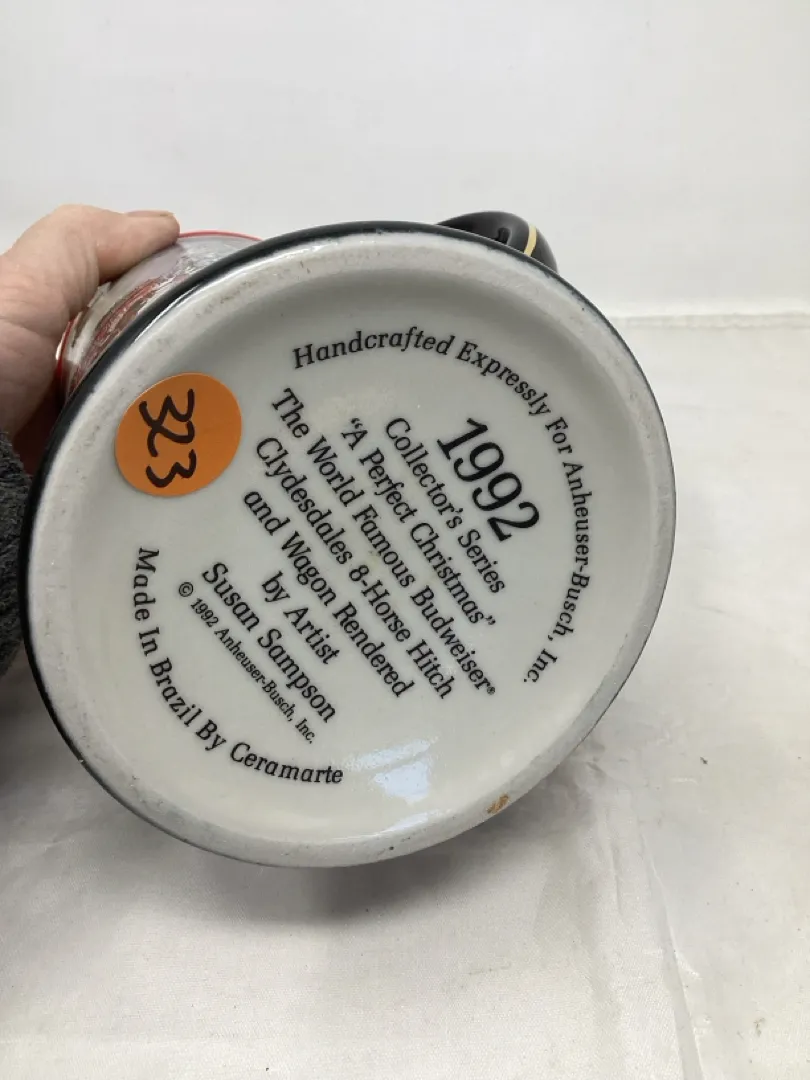 Handcrafted Expressly For Anheuser-Busch, Inc.
1992
Collector's Series
“A Perfect Christmas”
The World Famous Budweiser®
Clydesdales 8-Horse Hitch
and Wagon Rendered
by Artist
Susan Sampson
© 1992 Anheuser-Busch, Inc.
Made In Brazil By Ceramarte
323